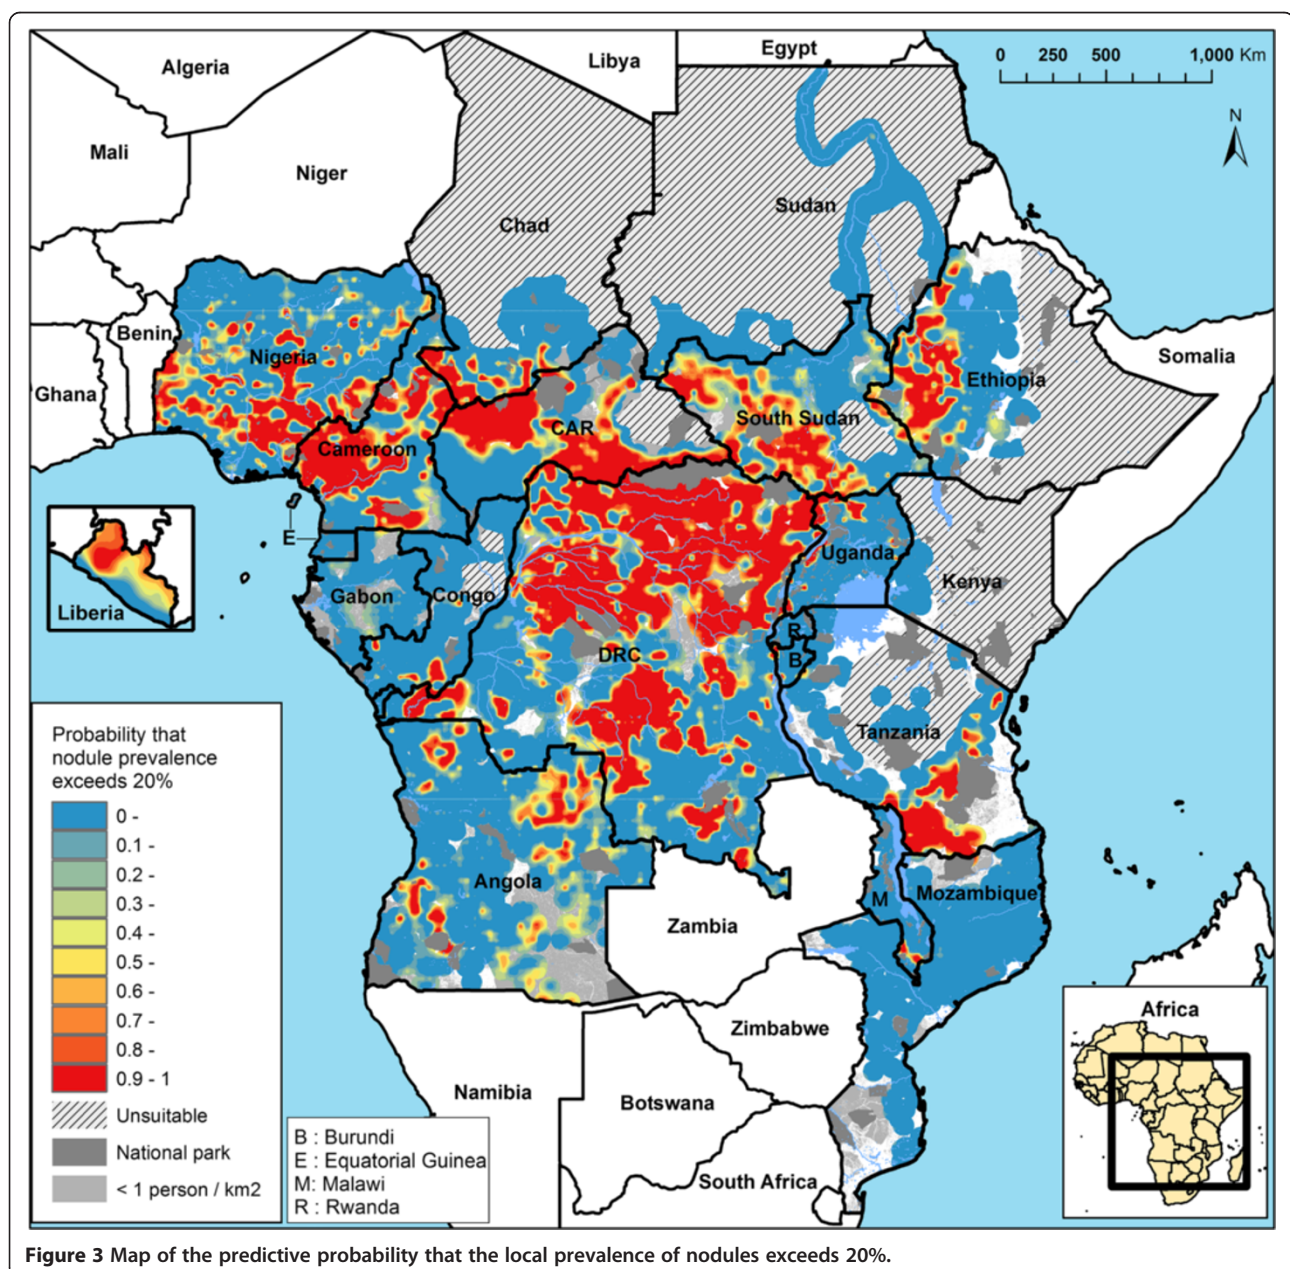 Algeria
Libya
Egypt
0 250 500 1,000 Km
Mali
Niger
N
Chad
Sudan
Benin
Nigeria
Ghana
Somalia
Ethiopia
South Sudan
CAR
Cameroon
E
Uganda
Kenya
Gabon
Congo
Liberia
R
DRC
B
Tanzania
Probability that
nodule prevalence
exceeds 20%
0 -
0.1 -
0.2 -
0.3 -
0.4 -
0.5 -
0.6 -
0.7 -
0.8 -
0.9 - 1
Unsuitable
National park
< 1 person / km2
Angola
M
Mozambique
Zambia
Zimbabwe
Namibia
Botswana
South Africa
B : Burundi
E : Equatorial Guinea
M: Malawi
R : Rwanda
Africa
Figure 3 Map of the predictive probability that the local prevalence of nodules exceeds 20%.